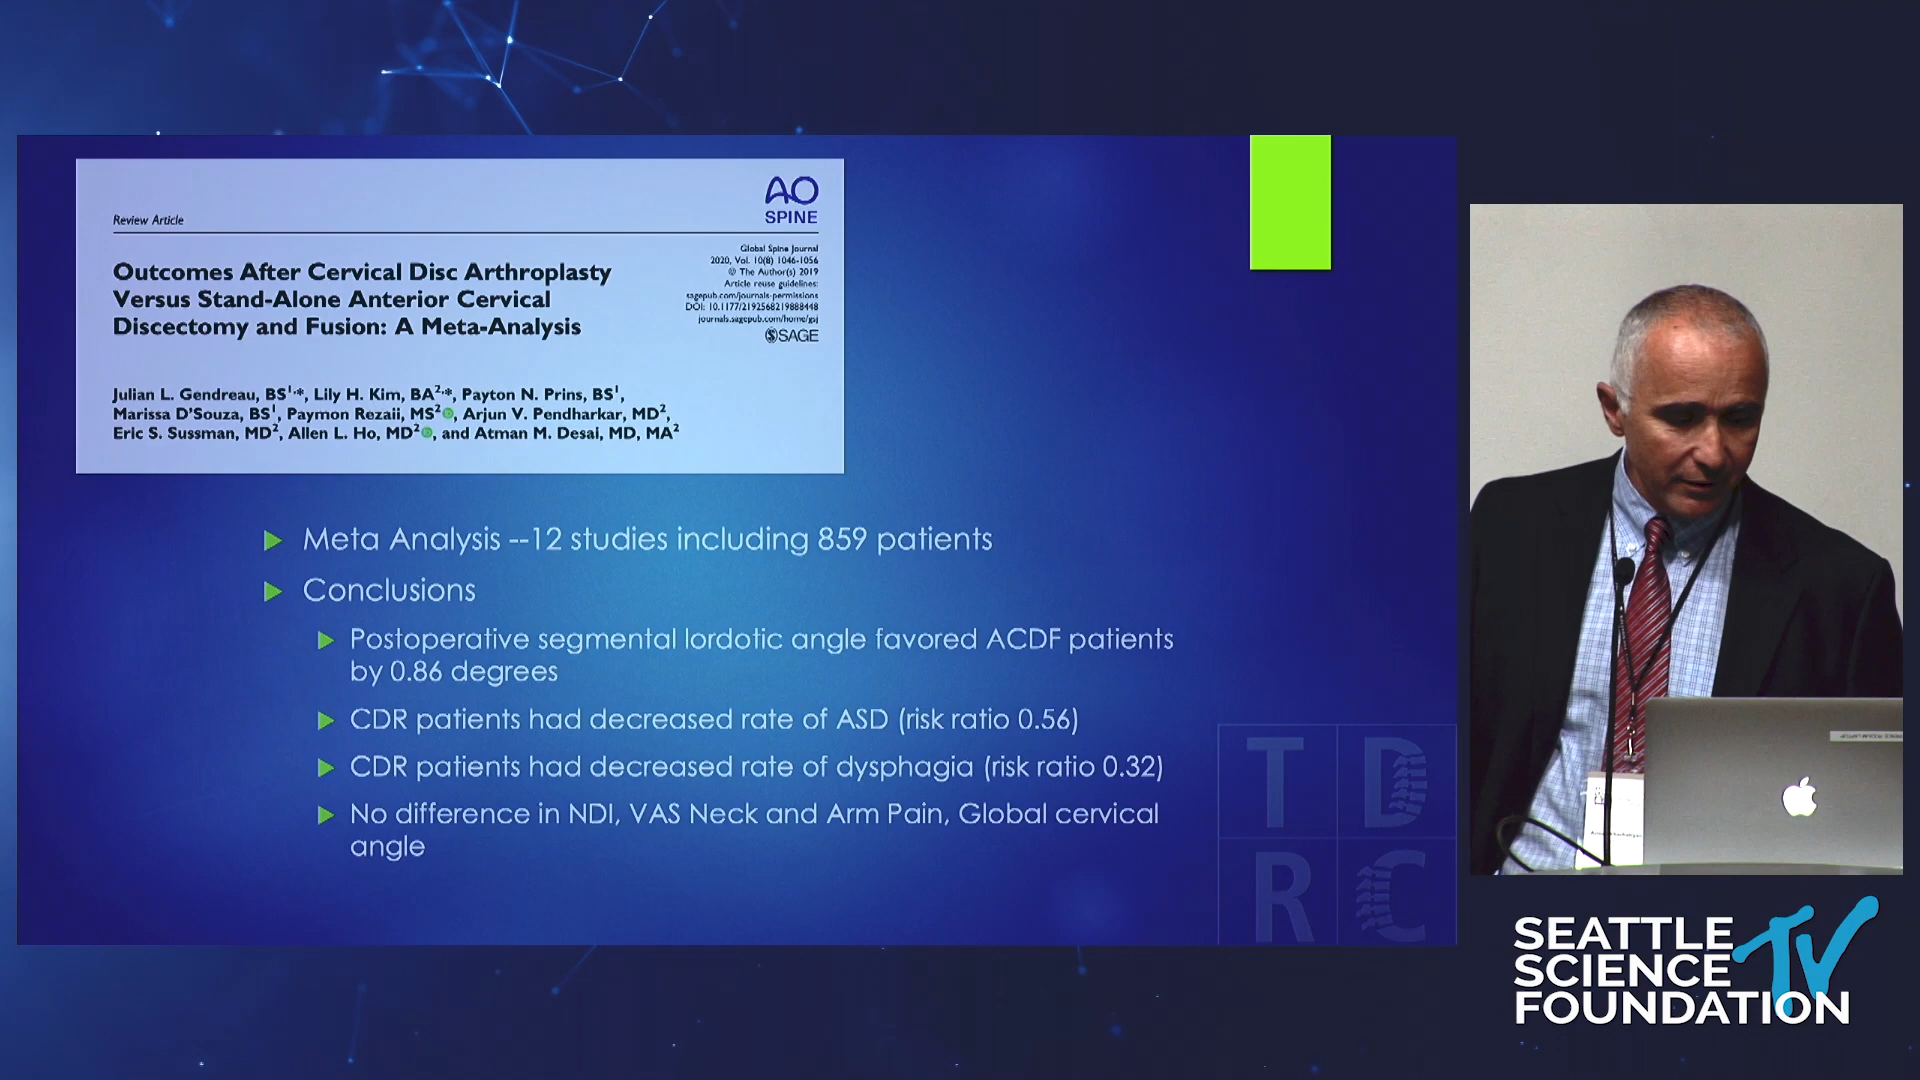 AO
SPINE
Review Article
Global Spine Journal
2020, Vol. 10(8) 1046-1056
© The Author(s) 2019
Article reuse guidelines:
sagepub.com/journals-permissions
DOI: 10.1177/2192568219888448
journals.sagepub.com/home/gsj
SAGE
Outcomes After Cervical Disc Arthroplasty
Versus Stand-Alone Anterior Cervical
Discectomy and Fusion: A Meta-Analysis
Julian L. Gendreau, BS1,*, Lily H. Kim, BA2,*, Payton N. Prins, BS1,
Marissa D'Souza, BS1, Paymon Rezaii, MS2, Arjun V. Pendharkar, MD2,
Eric S. Sussman, MD2, Allen L. Ho, MD2, and Atman M. Desai, MD, MA2
Meta Analysis --12 studies including 859 patients
Conclusions
Postoperative segmental lordotic angle favored ACDF patients
by 0.86 degrees
CDR patients had decreased rate of ASD (risk ratio 0.56)
CDR patients had decreased rate of dysphagia (risk ratio 0.32)
No difference in NDI, VAS Neck and Arm Pain, Global cervical
angle
T D
R C
SEATTLE
SCIENCE
FOUNDATION
TV